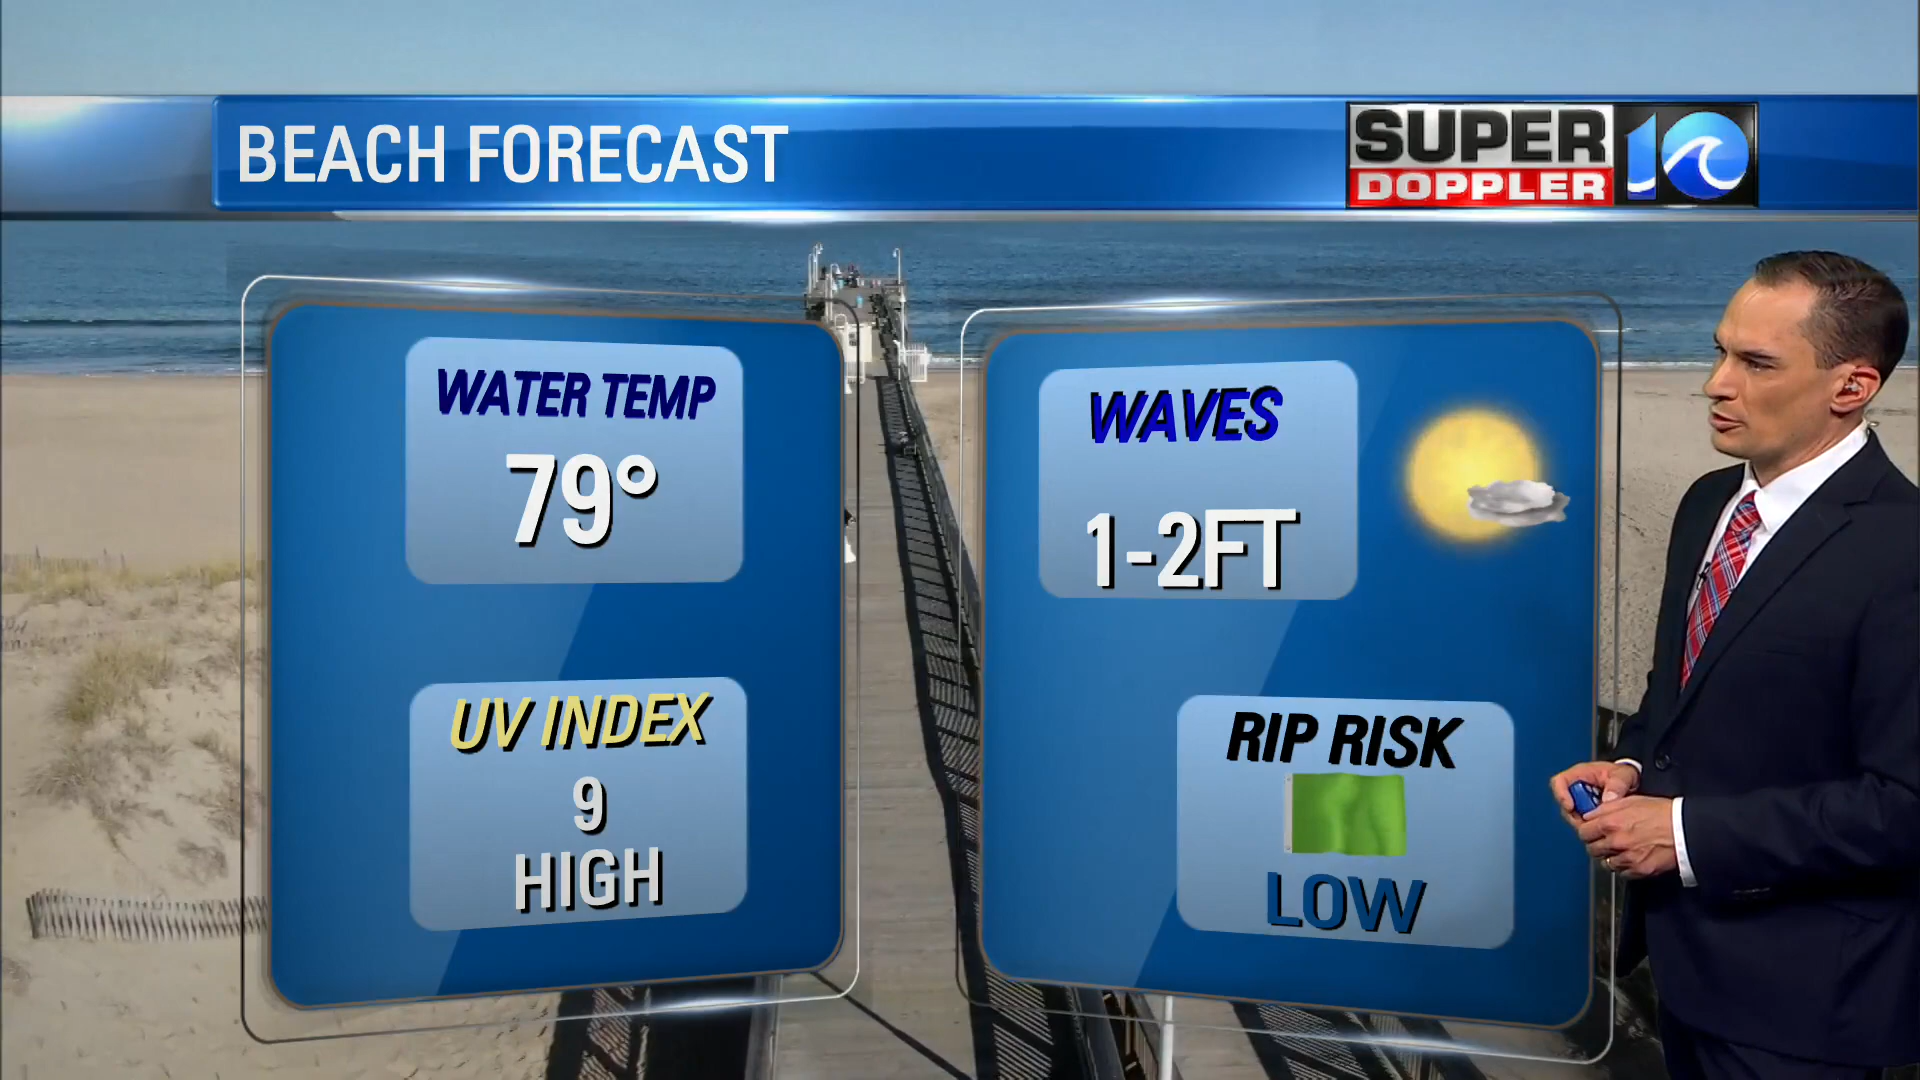 BEACH FORECAST
SUPER
DOPPLER
10
WATER TEMP
79°
UV INDEX
9
HIGH
WAVES
1-2FT
RIP RISK
LOW